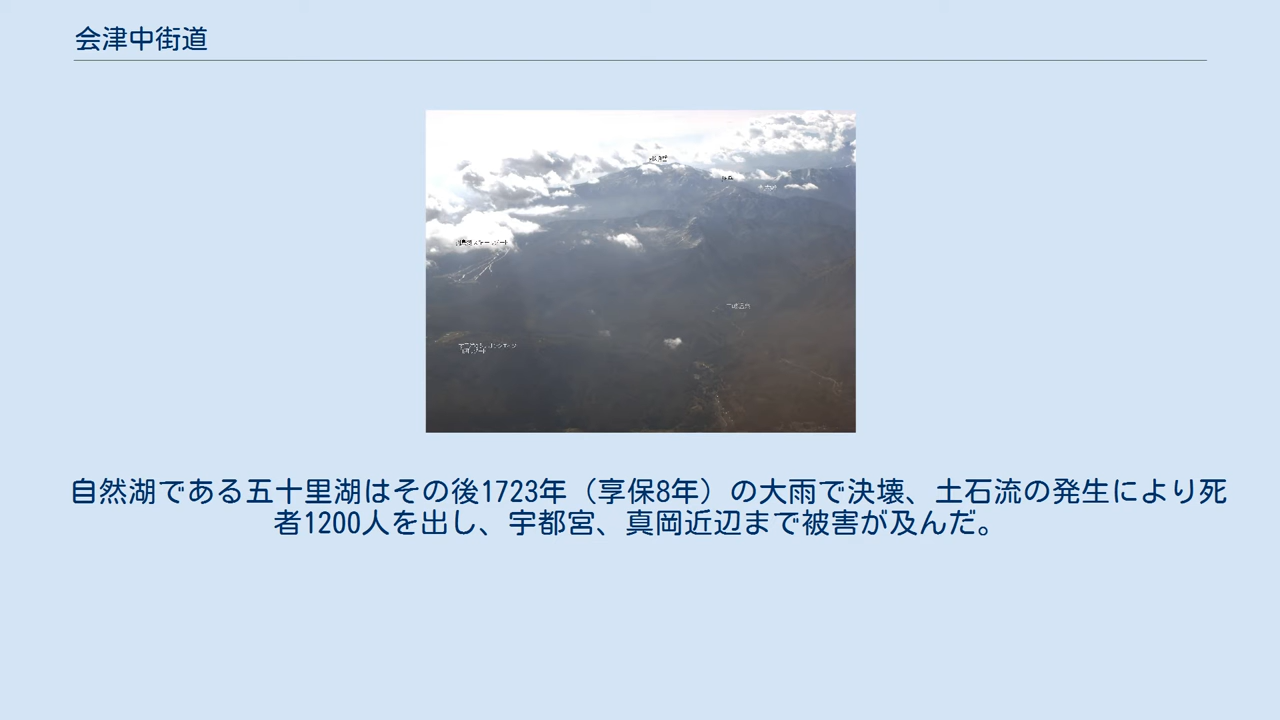 会津中街道
自然湖である五十里湖はその後1723年（享保8年）の大雨で決壊、土石流の発生により死
者1200人を出し、宇都宮、真岡近辺まで被害が及んだ。